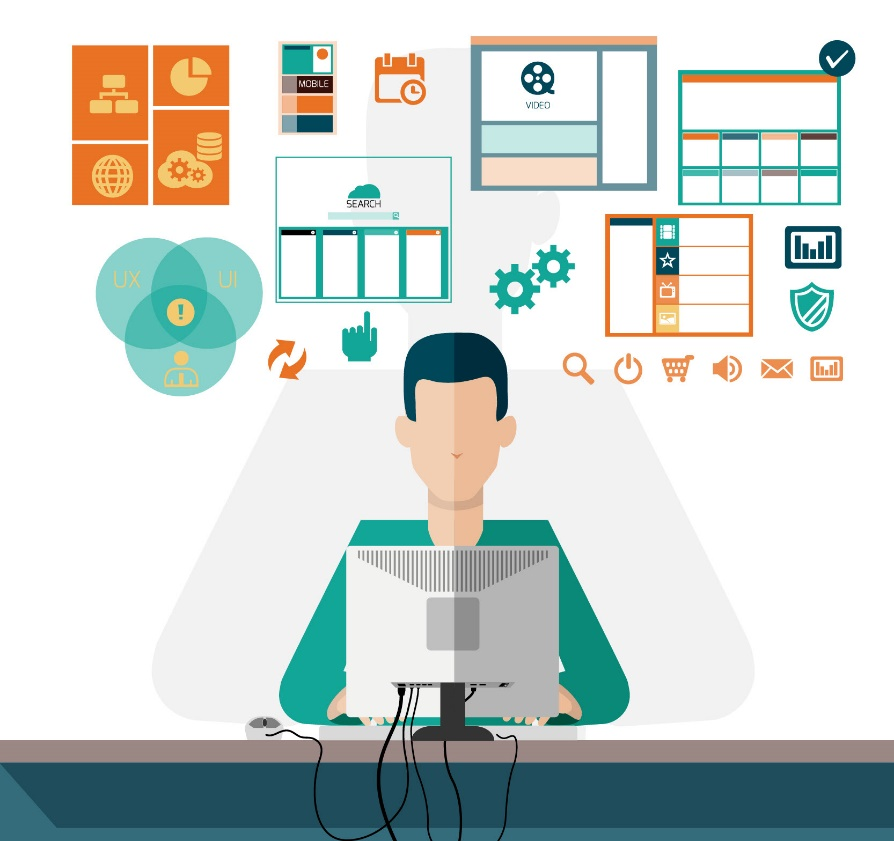 MOBILE
VIDEO
SEARCH
UX
UI
!